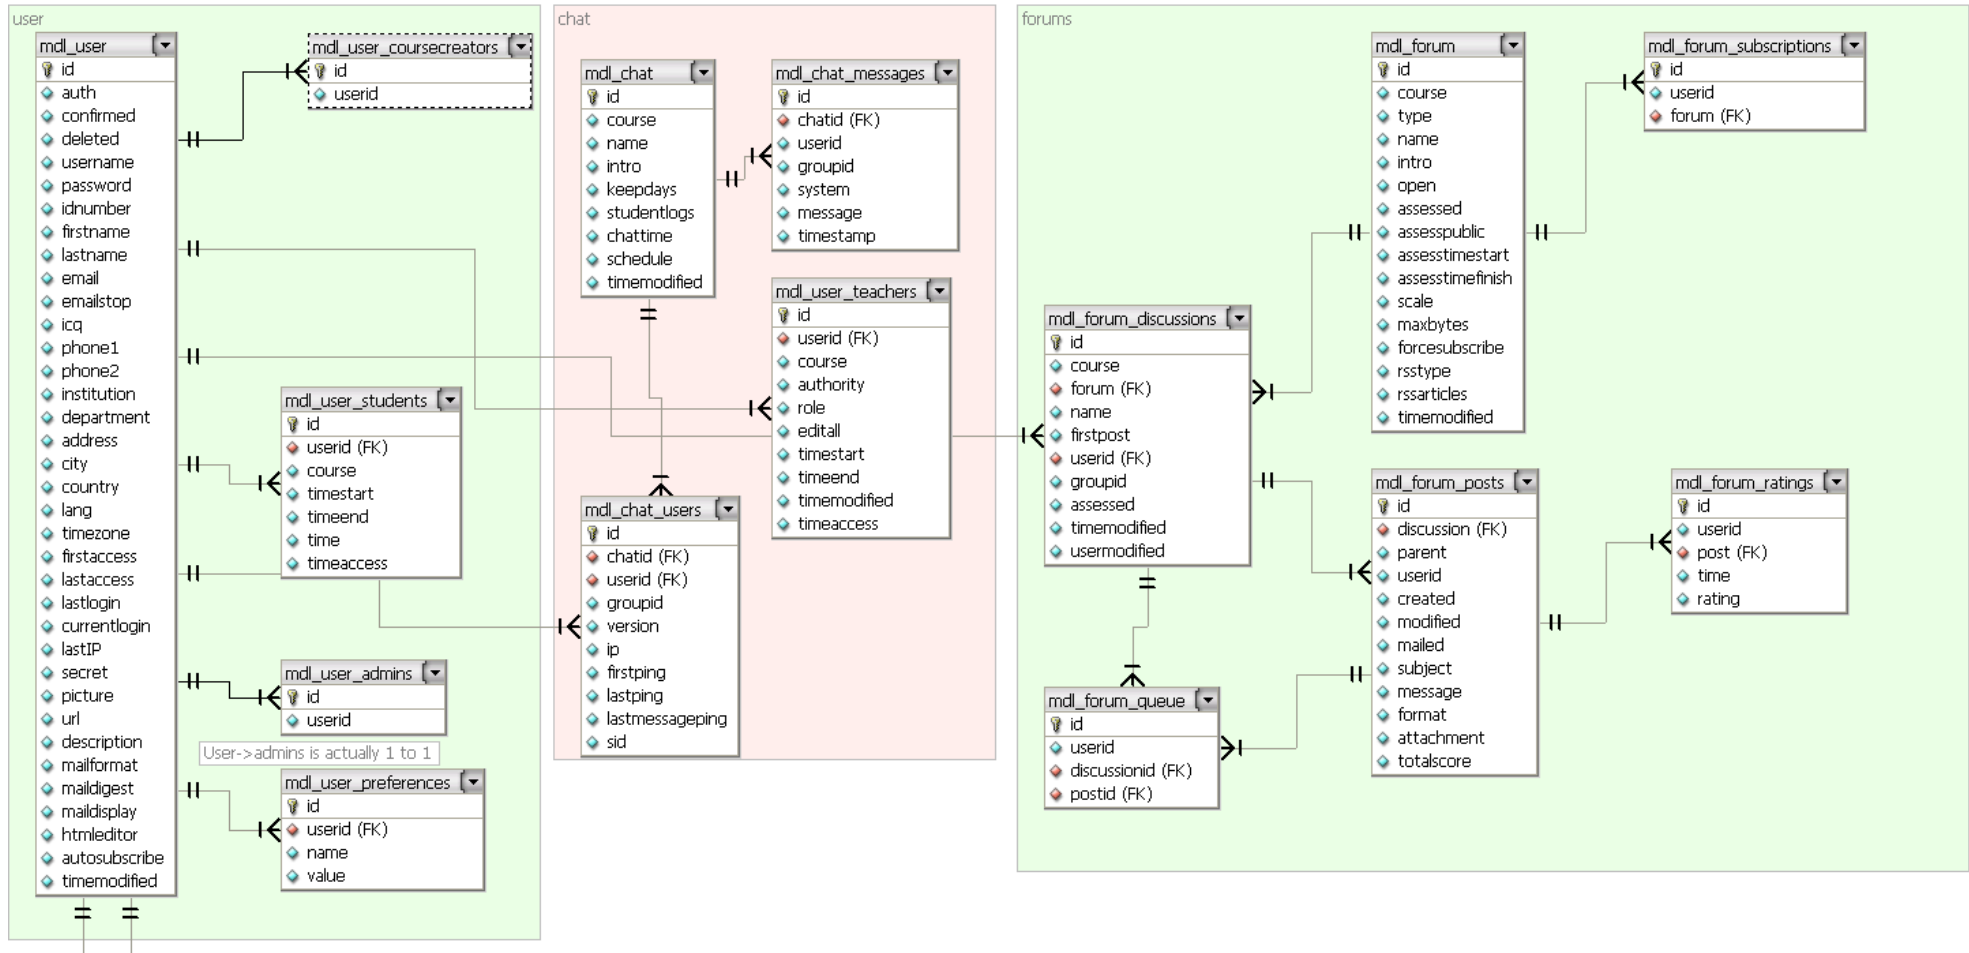 user
mdl_user
id
auth
confirmed
deleted
username
password
idnumber
firstname
lastname
email
emailstop
icq
phone1
phone2
institution
department
address
city
country
lang
timezone
firstaccess
lastaccess
lastlogin
currentlogin
lastIP
secret
picture
url
description
mailformat
maildigest
maildisplay
htmleditor
autosubscribe
timemodified
mdl_user_coursecreators
id
userid
mdl_user_students
id
userid (FK)
course
timestart
timeend
time
timeaccess
mdl_user_admins
id
userid
User->admins is actually 1 to 1
mdl_user_preferences
id
userid (FK)
name
value
chat
mdl_chat
id
course
name
intro
keepdays
studentlogs
chattime
schedule
timemodified
mdl_chat_messages
id
chatid (FK)
userid
groupid
system
message
timestamp
mdl_user_teachers
id
userid (FK)
course
authority
role
editall
timestart
timeend
timemodified
timeaccess
mdl_chat_users
id
chatid (FK)
userid (FK)
groupid
version
ip
firstping
lastping
lastmessageping
sid
forums
mdl_forum
id
course
type
name
intro
open
assessed
assesspublic
assesstimestart
assesstimefinish
scale
maxbytes
forcesubscribe
rsstype
rssarticles
timemodified
mdl_forum_subscriptions
id
userid
forum (FK)
mdl_forum_discussions
id
course
forum (FK)
name
firstpost
userid (FK)
groupid
assessed
timemodified
usermodified
mdl_forum_posts
id
discussion (FK)
parent
userid
created
modified
mailed
subject
message
format
attachment
totalscore
mdl_forum_ratings
id
userid
post (FK)
time
rating
mdl_forum_queue
id
userid
discussionid (FK)
postid (FK)